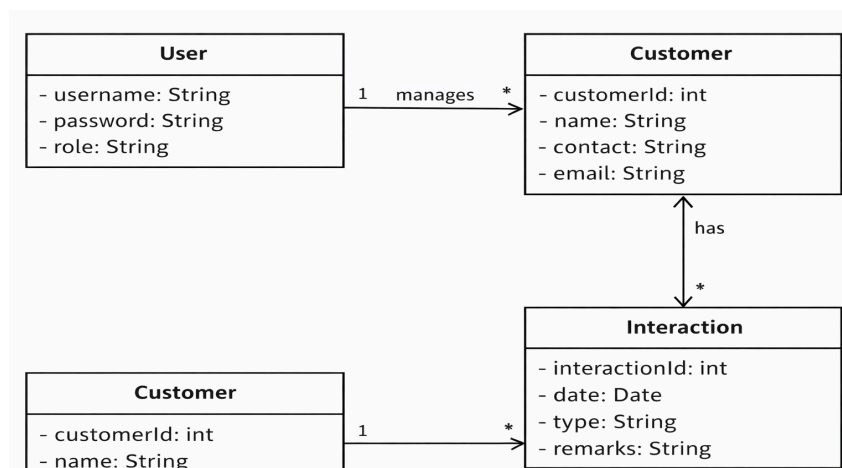 User
- username: String
- password: String
- role: String
1 manages *
Customer
- customerId: int
- name: String
- contact: String
- email: String
has
*
Interaction
- interactionId: int
- date: Date
- type: String
- remarks: String
Customer
- customerId: int
- name: String
1 *